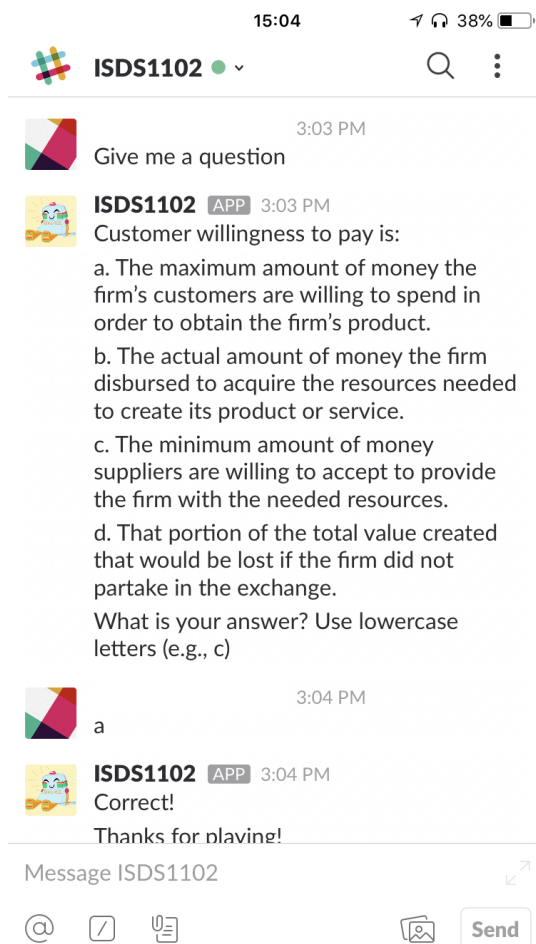 15:04
38%
ISDS1102
3:03 PM
Give me a question
ISDS1102 APP 3:03 PM
Customer willingness to pay is:
a. The maximum amount of money the
firm's customers are willing to spend in
order to obtain the firm's product.
b. The actual amount of money the firm
disbursed to acquire the resources needed
to create its product or service.
c. The minimum amount of money
suppliers are willing to accept to provide
the firm with the needed resources.
d. That portion of the total value created
that would be lost if the firm did not
partake in the exchange.
What is your answer? Use lowercase
letters (e.g., c)
3:04 PM
a
ISDS1102 APP 3:04 PM
Correct!
Thanks for playing!
Message ISDS1102
Send